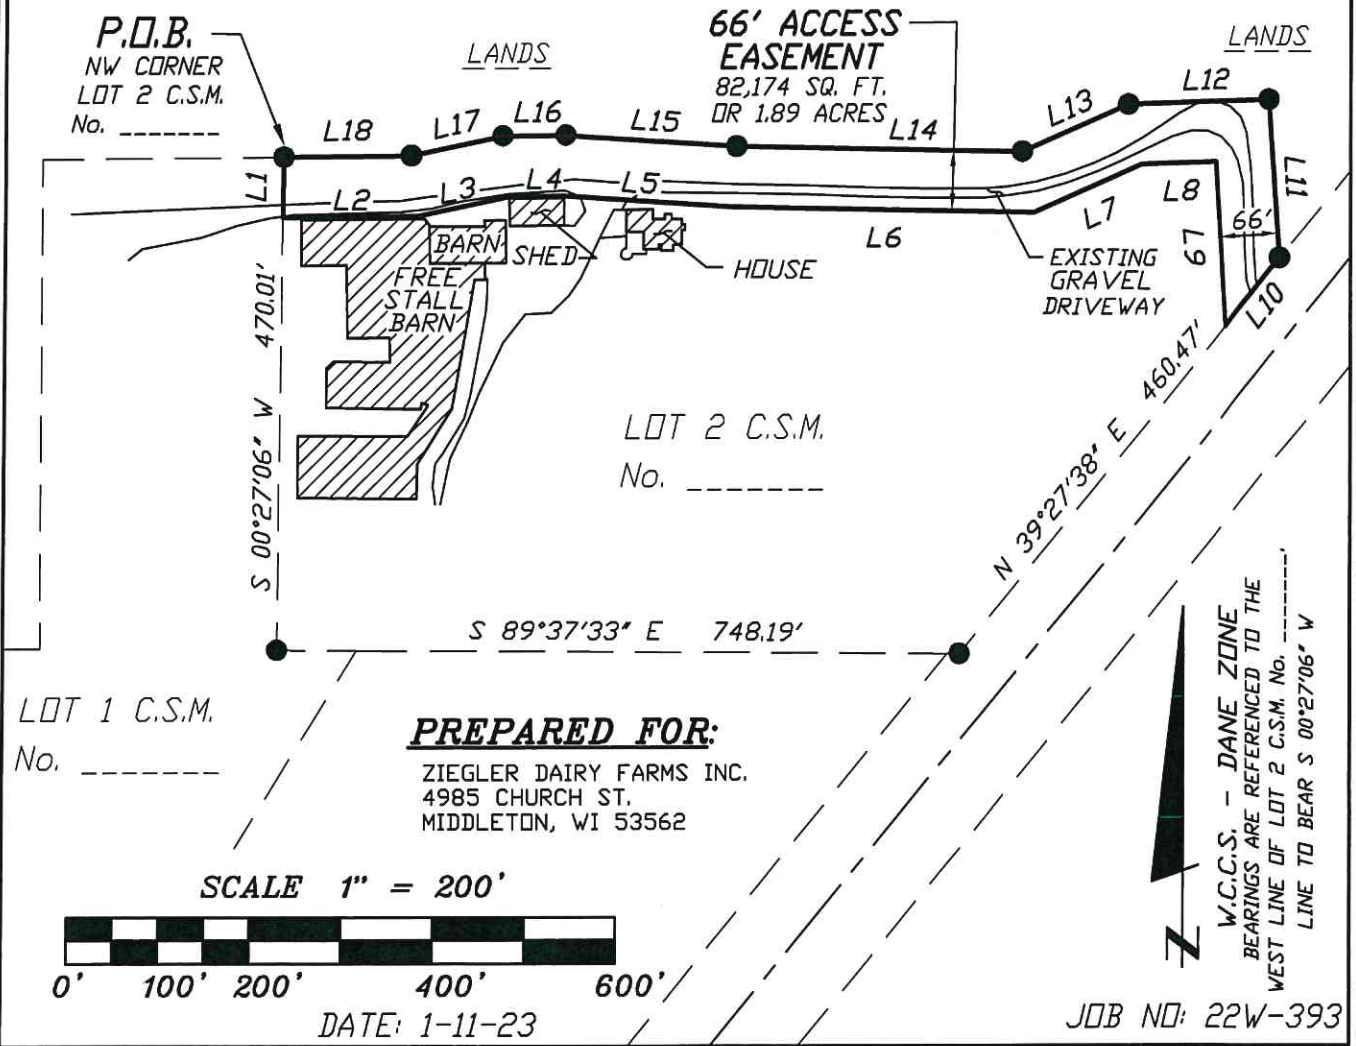 P.O.B.
NW CORNER
LOT 2 C.S.M.
No. _______
LANDS
66' ACCESS
EASEMENT
82,174 SQ. FT.
OR 1.89 ACRES
LANDS
L18
L17
L16
L15
L14
L13
L12
L11
L1
L2
L3
L4
L5
L6
L7
L8
L9
66'
L10
BARN
SHED
HOUSE
FREE
STALL
BARN
EXISTING
GRAVEL
DRIVEWAY
S 00°27'06" W 470.01'
LOT 2 C.S.M.
No. _______
N 39°27'38" E 460.47'
S 89°37'33" E 748.19'
LOT 1 C.S.M.
No. _______
PREPARED FOR:
ZIEGLER DAIRY FARMS INC.
4985 CHURCH ST.
MIDDLETON, WI 53562
W.C.C.S. - DANE ZONE
BEARINGS ARE REFERENCED TO THE
WEST LINE OF LOT 2 C.S.M. No. _______,
LINE TO BEAR S 00°27'06" W
N
SCALE 1" = 200'
0' 100' 200' 400' 600'
DATE: 1-11-23
JOB NO: 22W-393